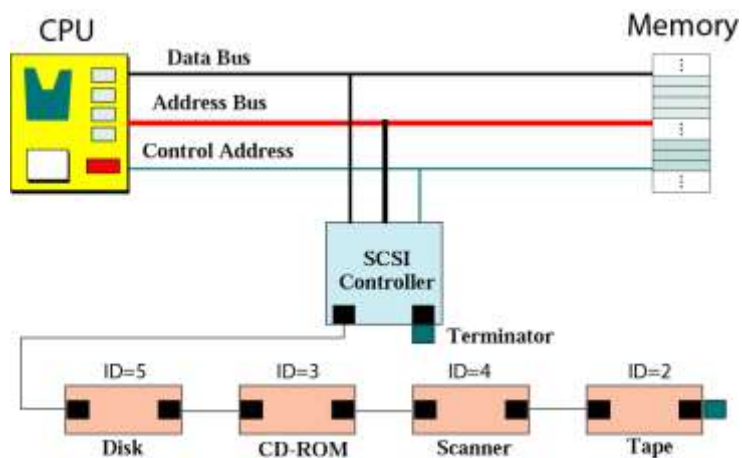 CPU
Memory
Data Bus
Address Bus
Control Address
SCSI
Controller
Terminator
ID=5
ID=3
ID=4
ID=2
Disk
CD-ROM
Scanner
Tape